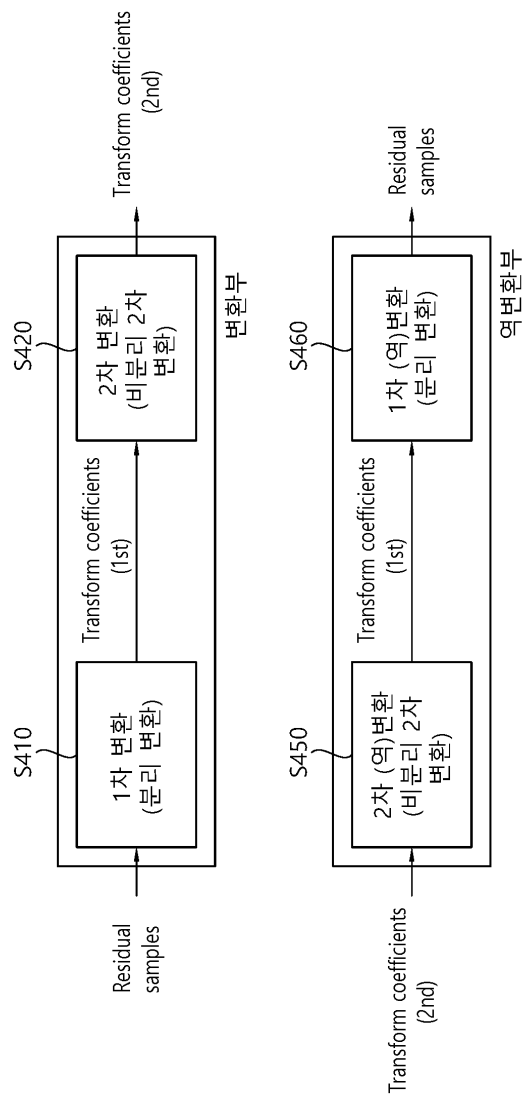 S410
S420
Residual
samples
1차 변환
(분리 변환)
Transform coefficients
(1st)
2차 변환
(비분리 2차
변환)
Transform coefficients
(2nd)
변환부
S450
S460
Transform coefficients
(2nd)
2차 (역)변환
(비분리 2차
변환)
Transform coefficients
(1st)
1차 (역)변환
(분리 변환)
Residual
samples
역변환부